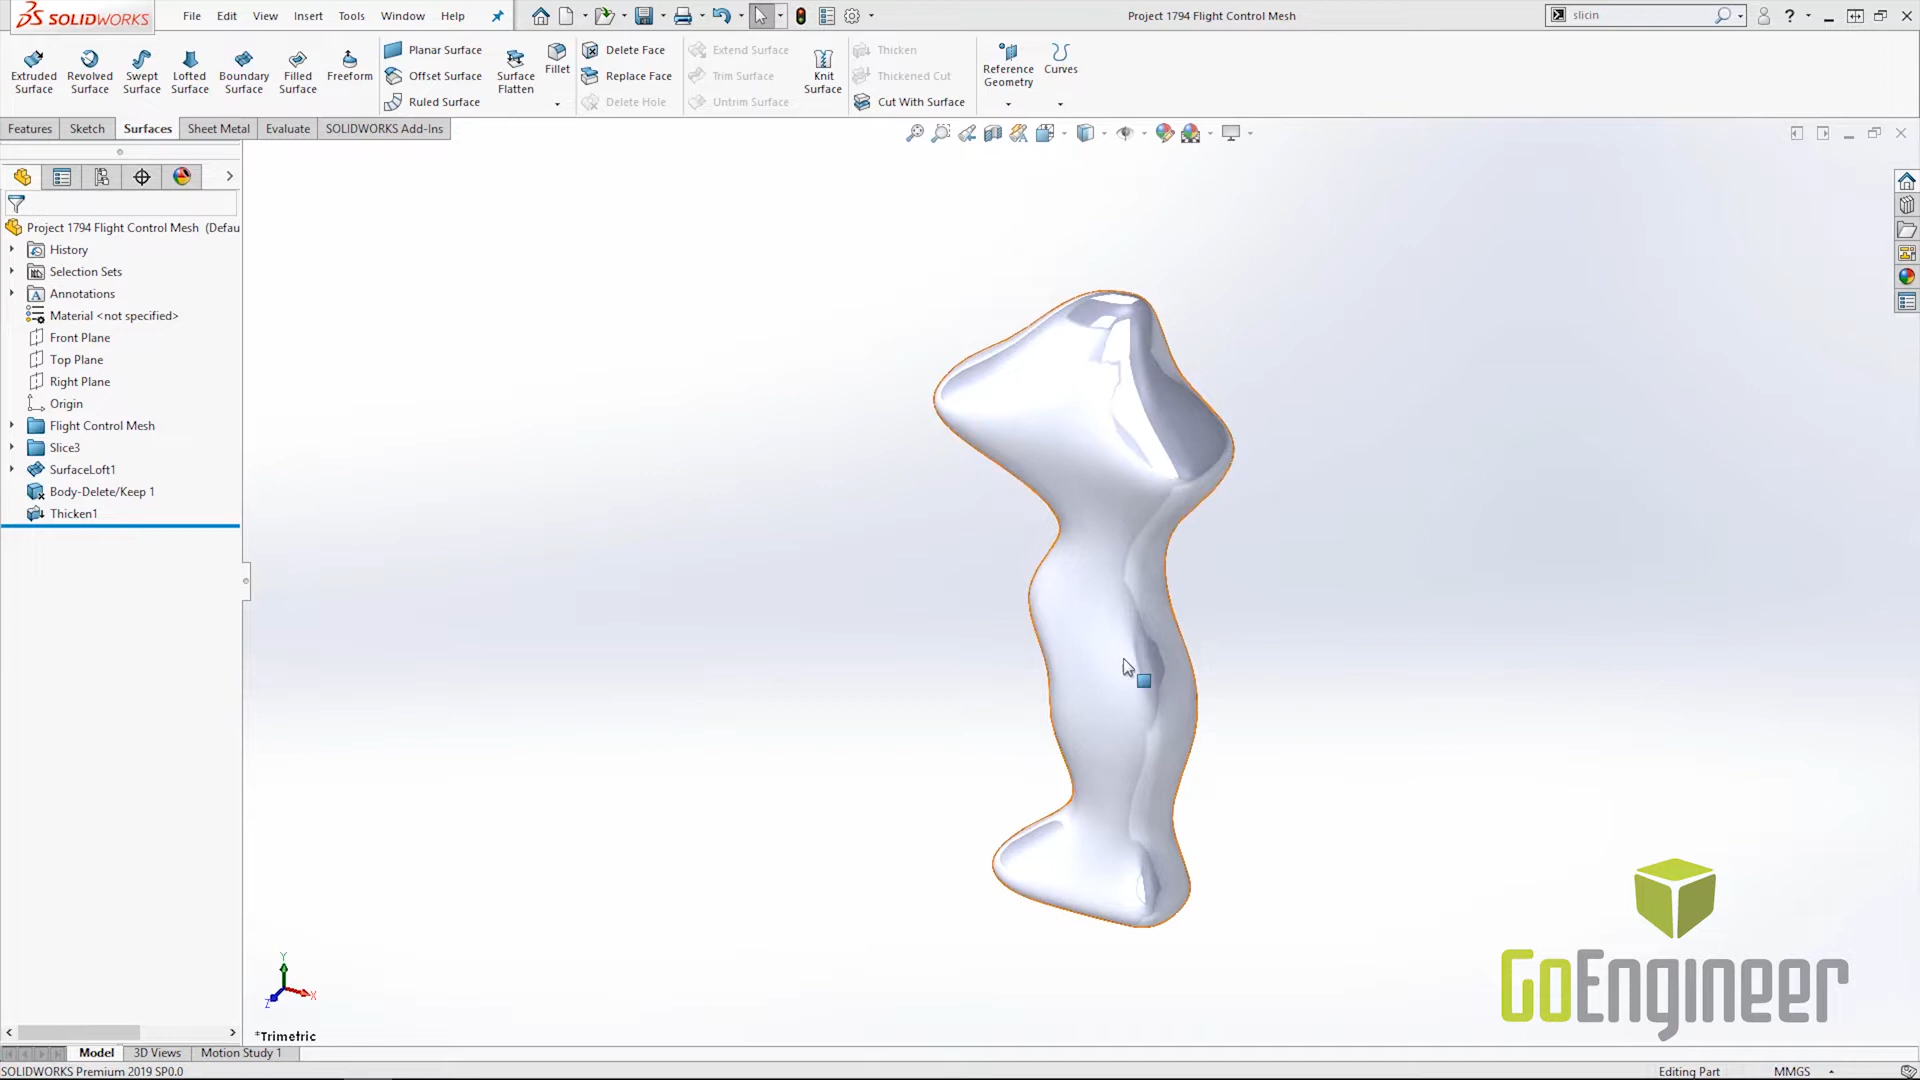 SOLIDWORKS File Edit View Insert Tools Window Help Project 1794 Flight Control Mesh slicin ?
Extruded Surface Revolved Surface Swept Surface Lofted Surface Boundary Surface Filled Surface Freeform
Planar Surface
Offset Surface
Ruled Surface
Surface Flatten Fillet
Delete Face
Replace Face
Delete Hole
Extend Surface
Trim Surface
Untrim Surface
Knit Surface
Thicken
Thickened Cut
Cut With Surface
Reference Geometry Curves
Features Sketch Surfaces Sheet Metal Evaluate SOLIDWORKS Add-Ins
Project 1794 Flight Control Mesh (Defau
History
Selection Sets
Annotations
Material <not specified>
Front Plane
Top Plane
Right Plane
Origin
Flight Control Mesh
Slice3
SurfaceLoft1
Body-Delete/Keep 1
Thicken1
Y
X
Z
*Trimetric
GoEngineer
Model 3D Views Motion Study 1
SOLIDWORKS Premium 2019 SP0.0 Editing Part MMGS